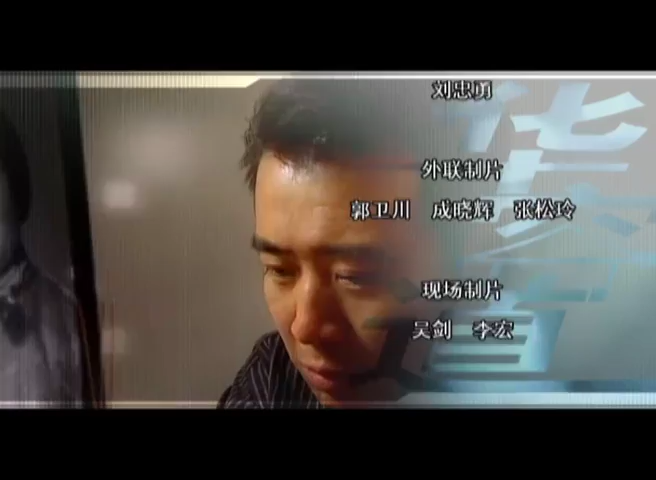 刘忠勇
外联制片
郭卫川 成晓辉 张松玲
现场制片
吴剑 李宏